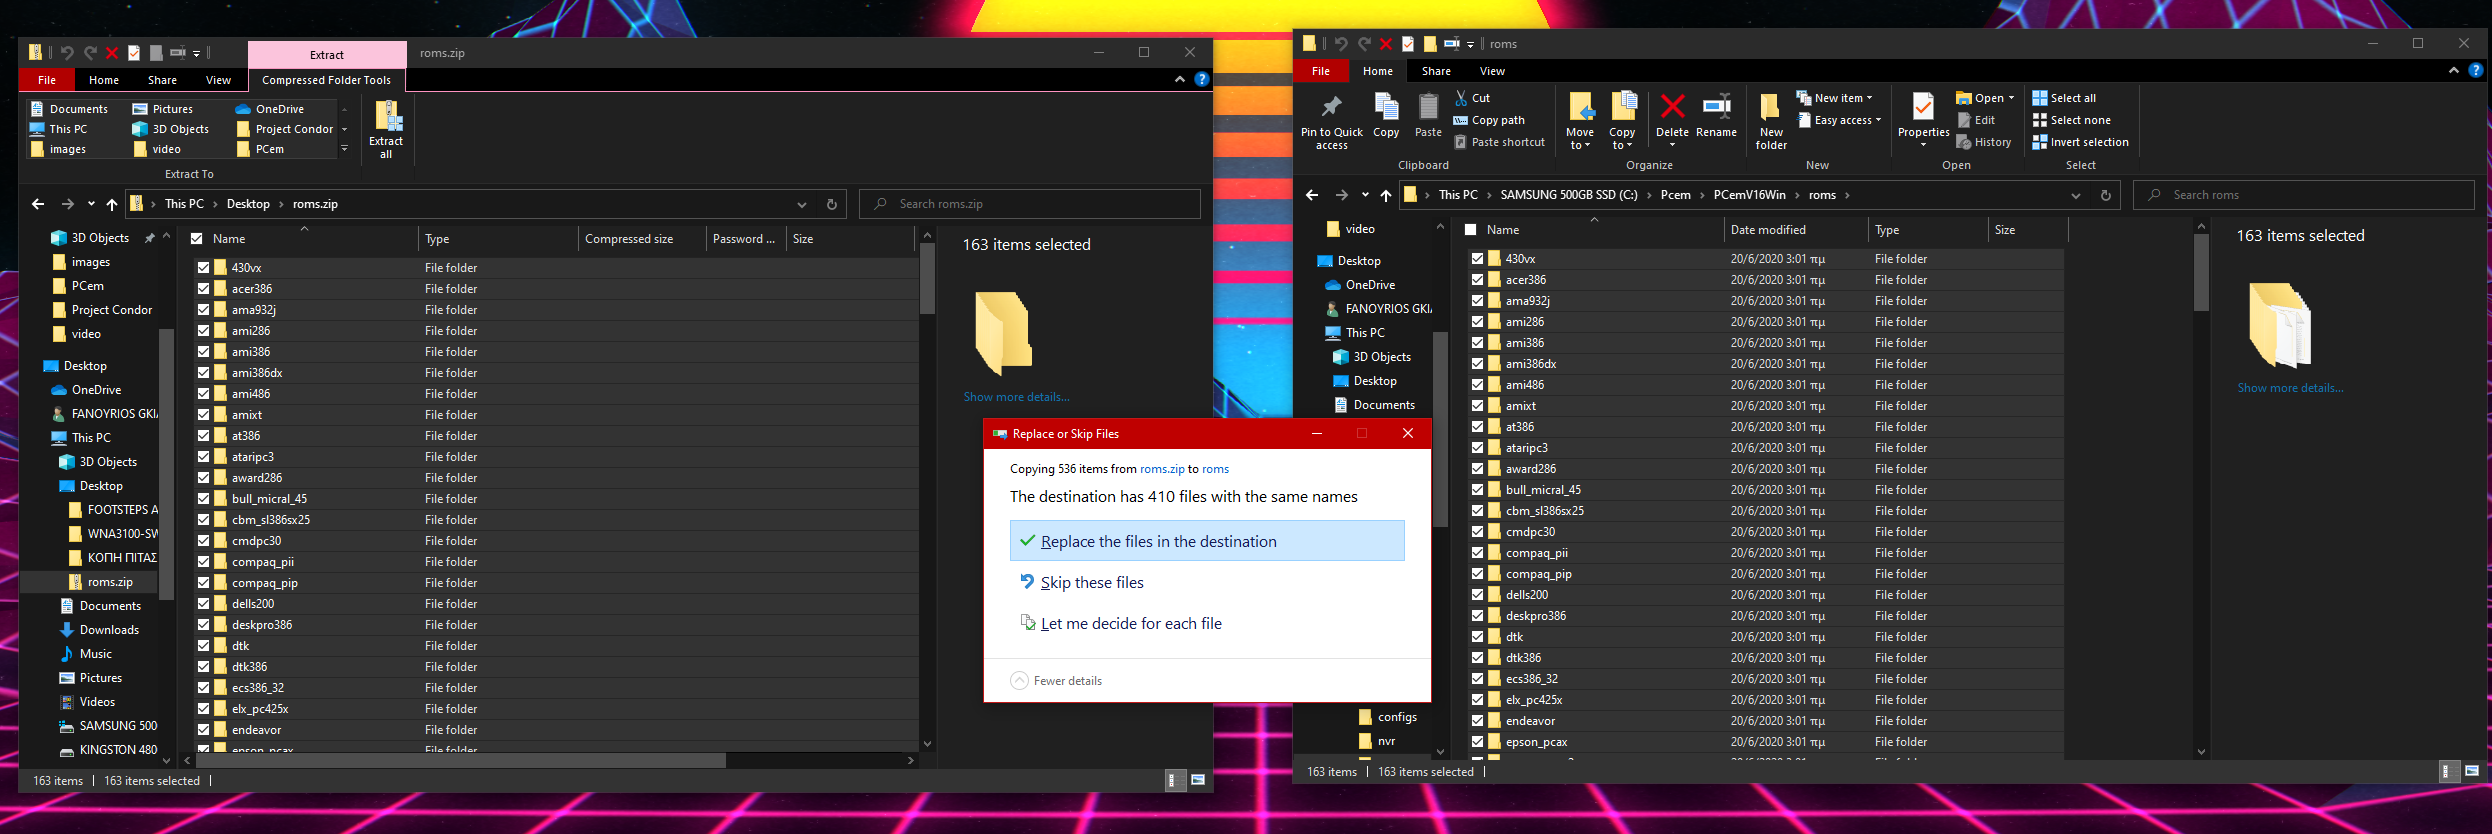 Extract
roms.zip
File
Home
Share
View
Compressed Folder Tools
Documents
Pictures
OneDrive
This PC
3D Objects
Project Condor
images
video
PCem
Extract all
Extract To
This PC > Desktop > roms.zip
Search roms.zip
3D Objects
images
PCem
Project Condor
video
Desktop
OneDrive
FANOYRIOS GKI
This PC
3D Objects
Desktop
FOOTSTEPS A
WNA3100-SW
ΚΟΠΗ ΠΙΤΑΣ
roms.zip
Documents
Downloads
Music
Pictures
Videos
SAMSUNG 500
KINGSTON 480
Name
Type
Compressed size
Password ...
Size
430vx File folder
acer386 File folder
ama932j File folder
ami286 File folder
ami386 File folder
ami386dx File folder
ami486 File folder
amixt File folder
at386 File folder
ataripc3 File folder
award286 File folder
bull_micral_45 File folder
cbm_sl386sx25 File folder
cmdpc30 File folder
compaq_pii File folder
compaq_pip File folder
dells200 File folder
deskpro386 File folder
dtk File folder
dtk386 File folder
ecs386_32 File folder
elx_pc425x File folder
endeavor File folder
epson_pcax File folder
163 items selected
Show more details...
163 items
163 items selected
Replace or Skip Files
Copying 536 items from roms.zip to roms
The destination has 410 files with the same names
Replace the files in the destination
Skip these files
Let me decide for each file
Fewer details
roms
File
Home
Share
View
Pin to Quick access
Copy
Paste
Cut
Copy path
Paste shortcut
Clipboard
Move to
Copy to
Delete
Rename
Organize
New folder
New item
Easy access
New
Properties
Open
Edit
History
Open
Select all
Select none
Invert selection
Select
This PC > SAMSUNG 500GB SSD (C:) > Pcem > PCemV16Win > roms >
Search roms
video
Desktop
OneDrive
FANOYRIOS GKI
This PC
3D Objects
Desktop
Documents
configs
nvr
Name
Date modified
Type
Size
430vx 20/6/2020 3:01 πμ File folder
acer386 20/6/2020 3:01 πμ File folder
ama932j 20/6/2020 3:01 πμ File folder
ami286 20/6/2020 3:01 πμ File folder
ami386 20/6/2020 3:01 πμ File folder
ami386dx 20/6/2020 3:01 πμ File folder
ami486 20/6/2020 3:01 πμ File folder
amixt 20/6/2020 3:01 πμ File folder
at386 20/6/2020 3:01 πμ File folder
ataripc3 20/6/2020 3:01 πμ File folder
award286 20/6/2020 3:01 πμ File folder
bull_micral_45 20/6/2020 3:01 πμ File folder
cbm_sl386sx25 20/6/2020 3:01 πμ File folder
cmdpc30 20/6/2020 3:01 πμ File folder
compaq_pii 20/6/2020 3:01 πμ File folder
compaq_pip 20/6/2020 3:01 πμ File folder
dells200 20/6/2020 3:01 πμ File folder
deskpro386 20/6/2020 3:01 πμ File folder
dtk 20/6/2020 3:01 πμ File folder
dtk386 20/6/2020 3:01 πμ File folder
ecs386_32 20/6/2020 3:01 πμ File folder
elx_pc425x 20/6/2020 3:01 πμ File folder
endeavor 20/6/2020 3:01 πμ File folder
epson_pcax 20/6/2020 3:01 πμ File folder
163 items selected
Show more details...
163 items
163 items selected